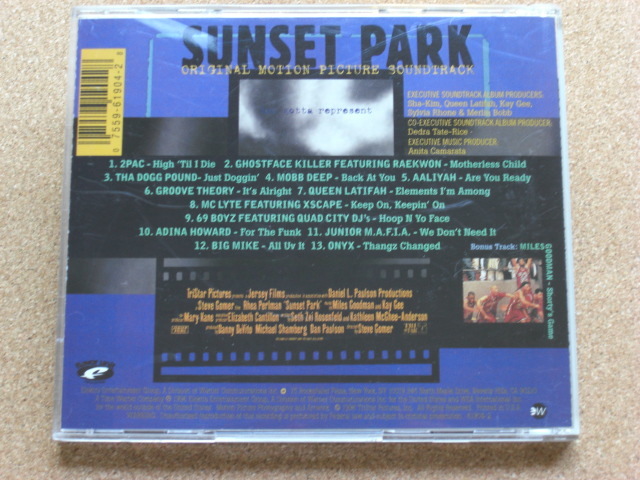 SUNSET PARK
ORIGINAL MOTION PICTURE SOUNDTRACK
0 7559-61904-2 8
gotta represent
EXECUTIVE SOUNDTRACK ALBUM PRODUCERS:
Sha-Kim, Queen Latifah, Kay Gee,
Sylvia Rhone & Merlin Bobb
CO-EXECUTIVE SOUNDTRACK ALBUM PRODUCER:
Dedra Tate-Rice
EXECUTIVE MUSIC PRODUCER:
Anita Camarata
1. 2PAC - High 'Til I Die 2. GHOSTFACE KILLER FEATURING RAEKWON - Motherless Child
3. THA DOGG POUND- Just Doggin' 4. MOBB DEEP - Back At You 5. AALIYAH - Are You Ready
6. GROOVE THEORY - It's Alright 7. QUEEN LATIFAH - Elements I'm Among
8. MC LYTE FEATURING XSCAPE - Keep On, Keepin' On
9. 69 BOYZ FEATURING QUAD CITY DJ's - Hoop N Yo Face
10. ADINA HOWARD - For The Funk 11. JUNIOR M.A.F.I.A. - We Don't Need It
12. BIG MIKE - All Uv It 13. ONYX - Thangz Changed
Bonus Track: MILES GOODMAN - Shorty's Game
TriStar Pictures presents a Jersey Films production in association with Daniel L. Paulson Productions
Steve Gomer Rhea Perlman "Sunset Park" Miles Goodman Kay Gee
Mary Kane Elizabeth Cantillon Seth Zvi Rosenfeld and Kathleen McGhee-Anderson
Danny DeVito Michael Shamberg Dan Paulson Steve Gomer
e
W